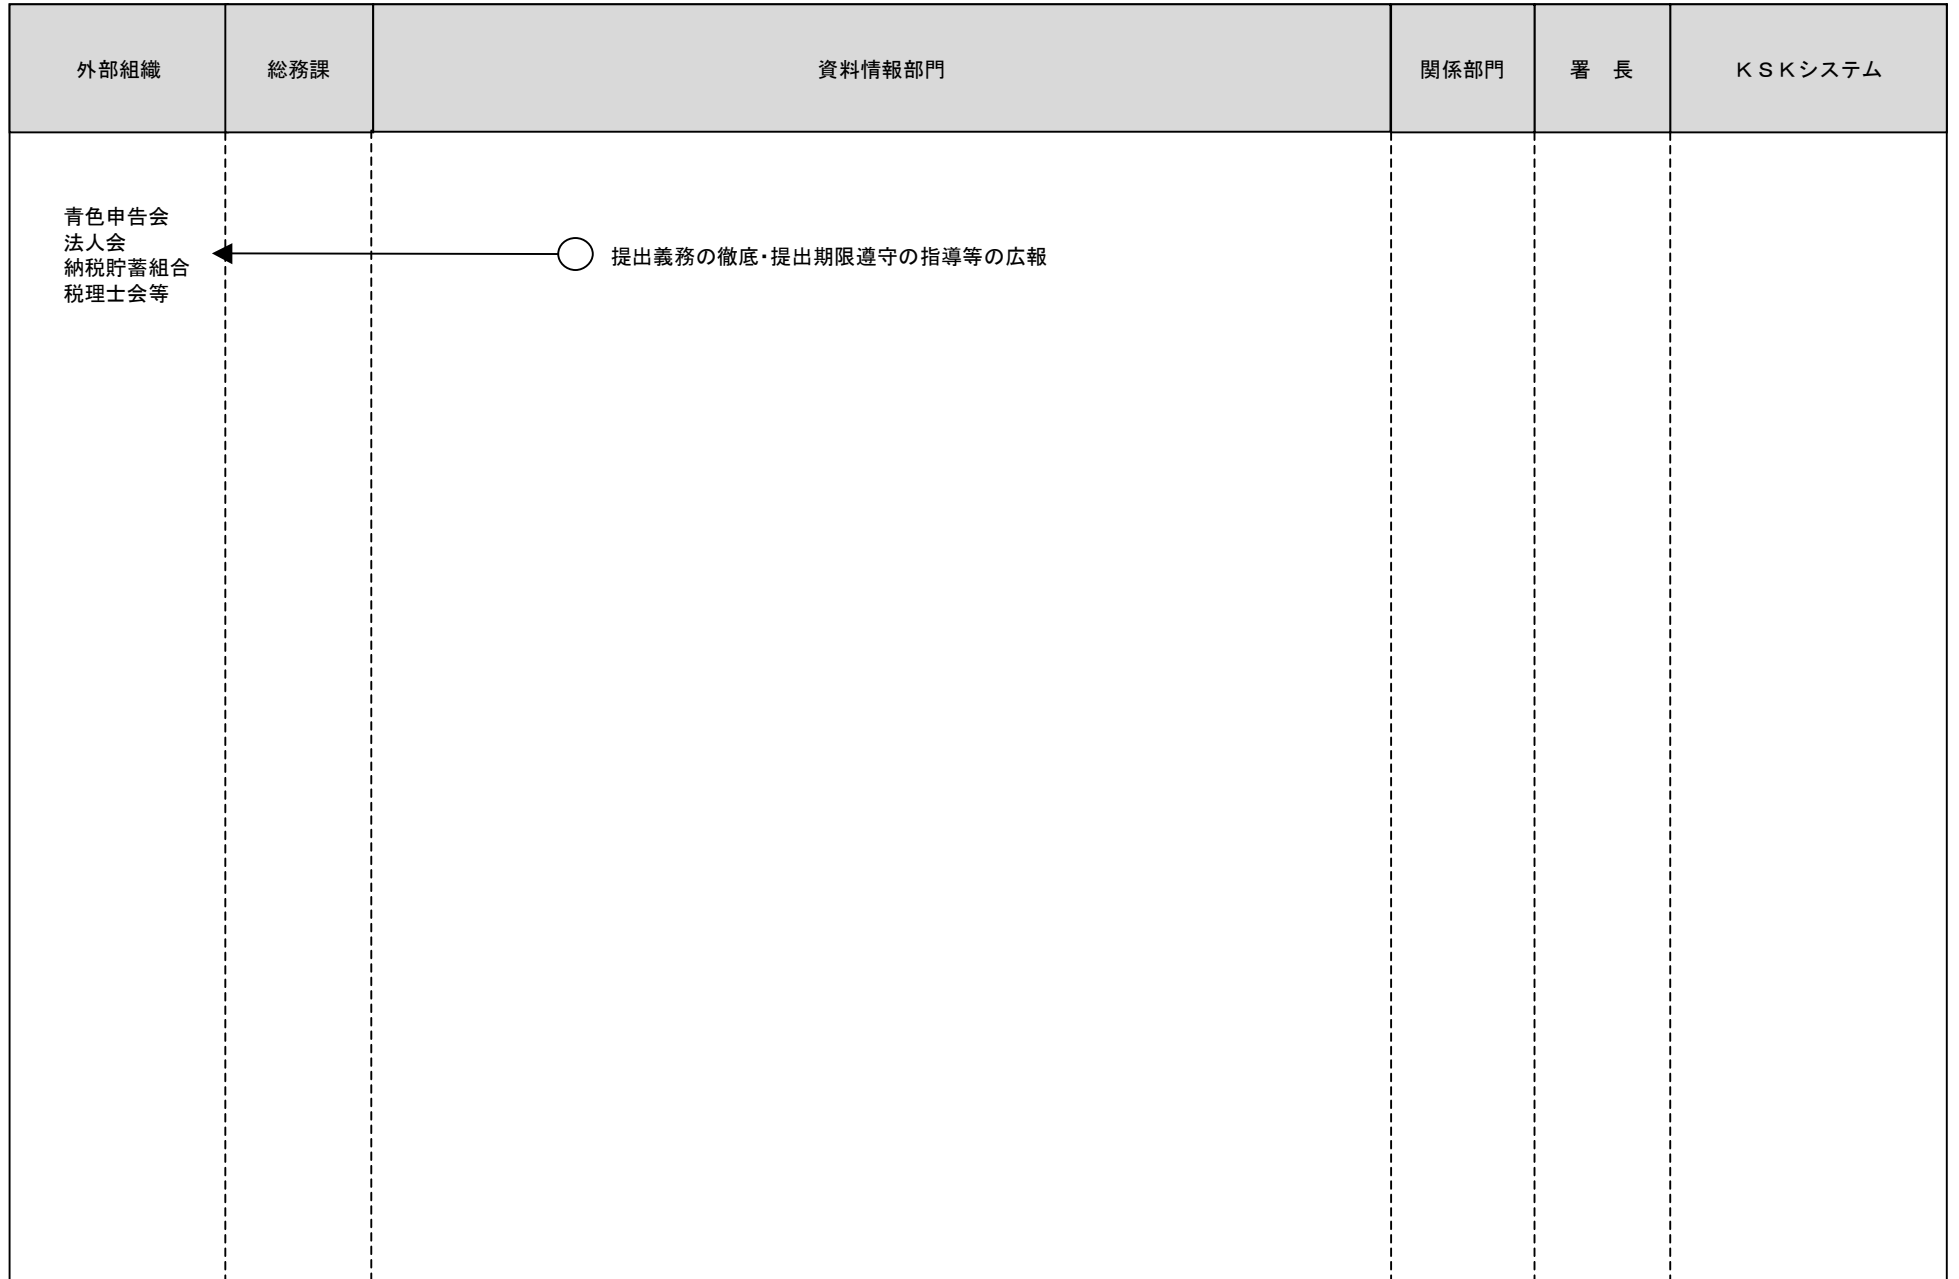 外部組織
総務課
資料情報部門
関係部門
署　長
ＫＳＫシステム
青色申告会
法人会
納税貯蓄組合
税理士会等
提出義務の徹底・提出期限遵守の指導等の広報